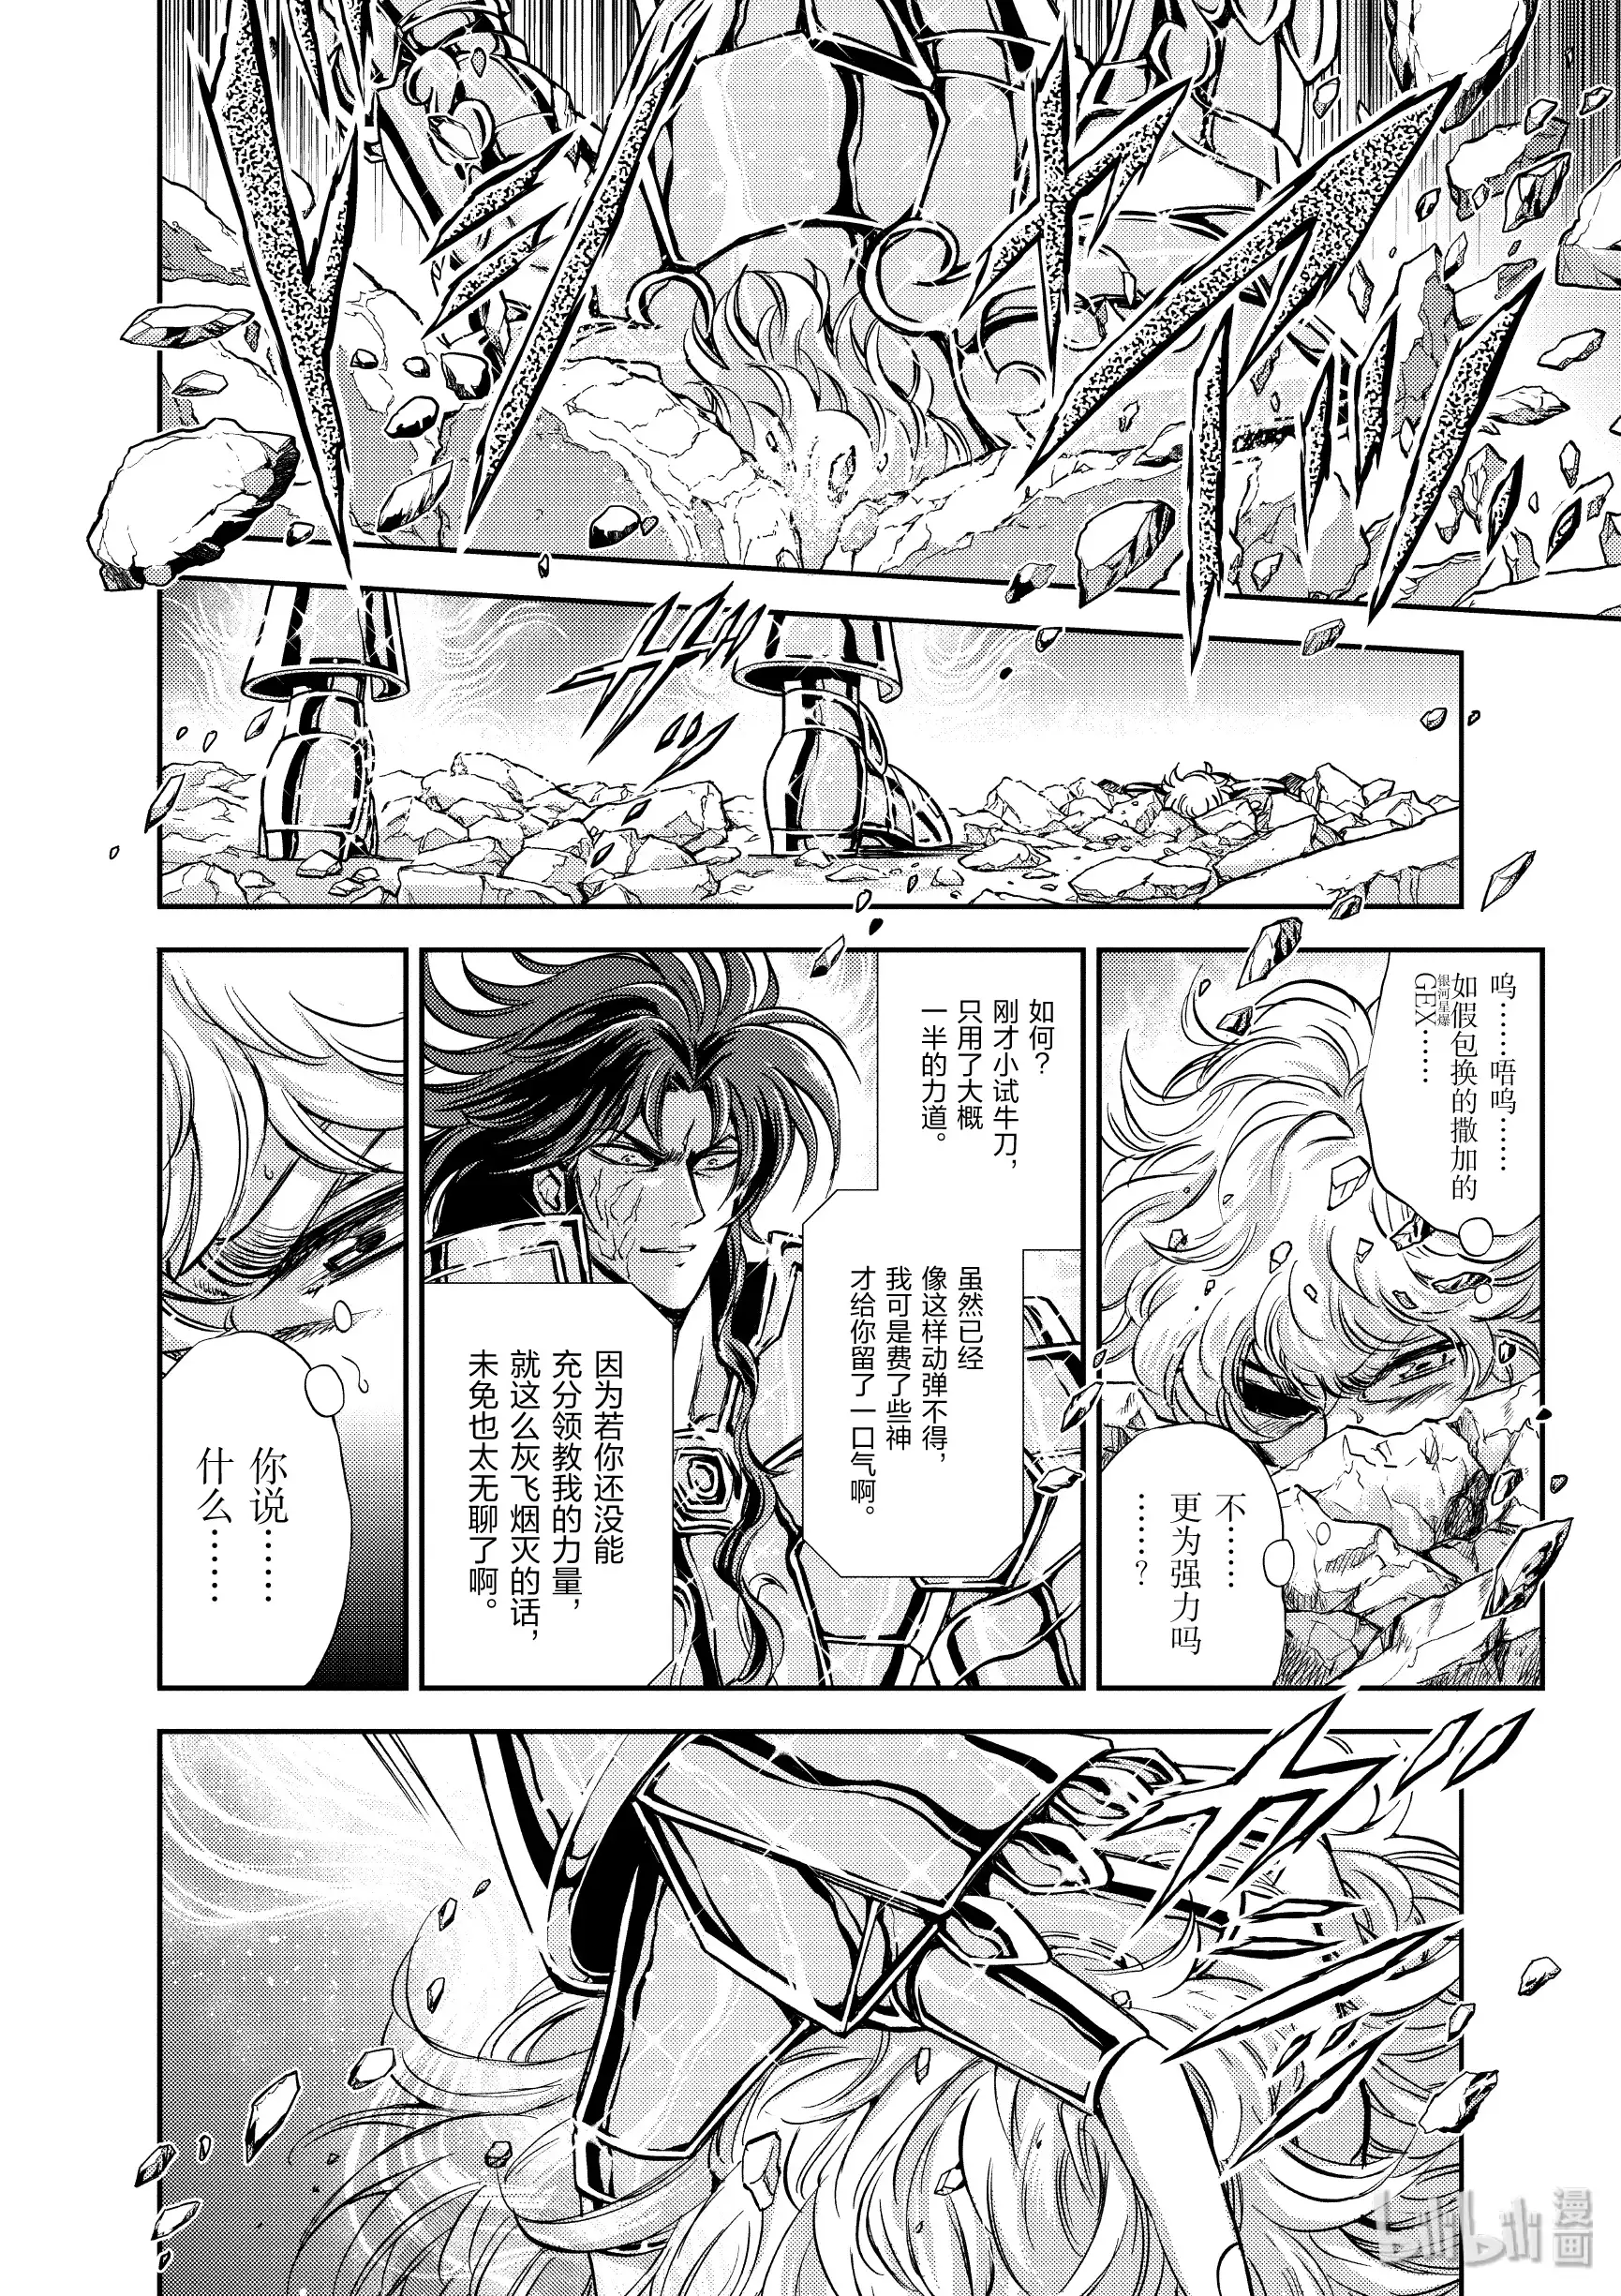 呜……唔呜……
如假包换的撒加的
银河星爆
GEX……
不……
更为强力吗
……？
如何？
刚才小试牛刀，
只用了大概
一半的力道。
虽然已经
像这样动弹不得，
我可是费了些神
才给你留了一口气啊。
因为若你还没能
充分领教我的力量，
就这么灰飞烟灭的话，
未免也太无聊了啊。
你说……
什么……
bilibili
漫画